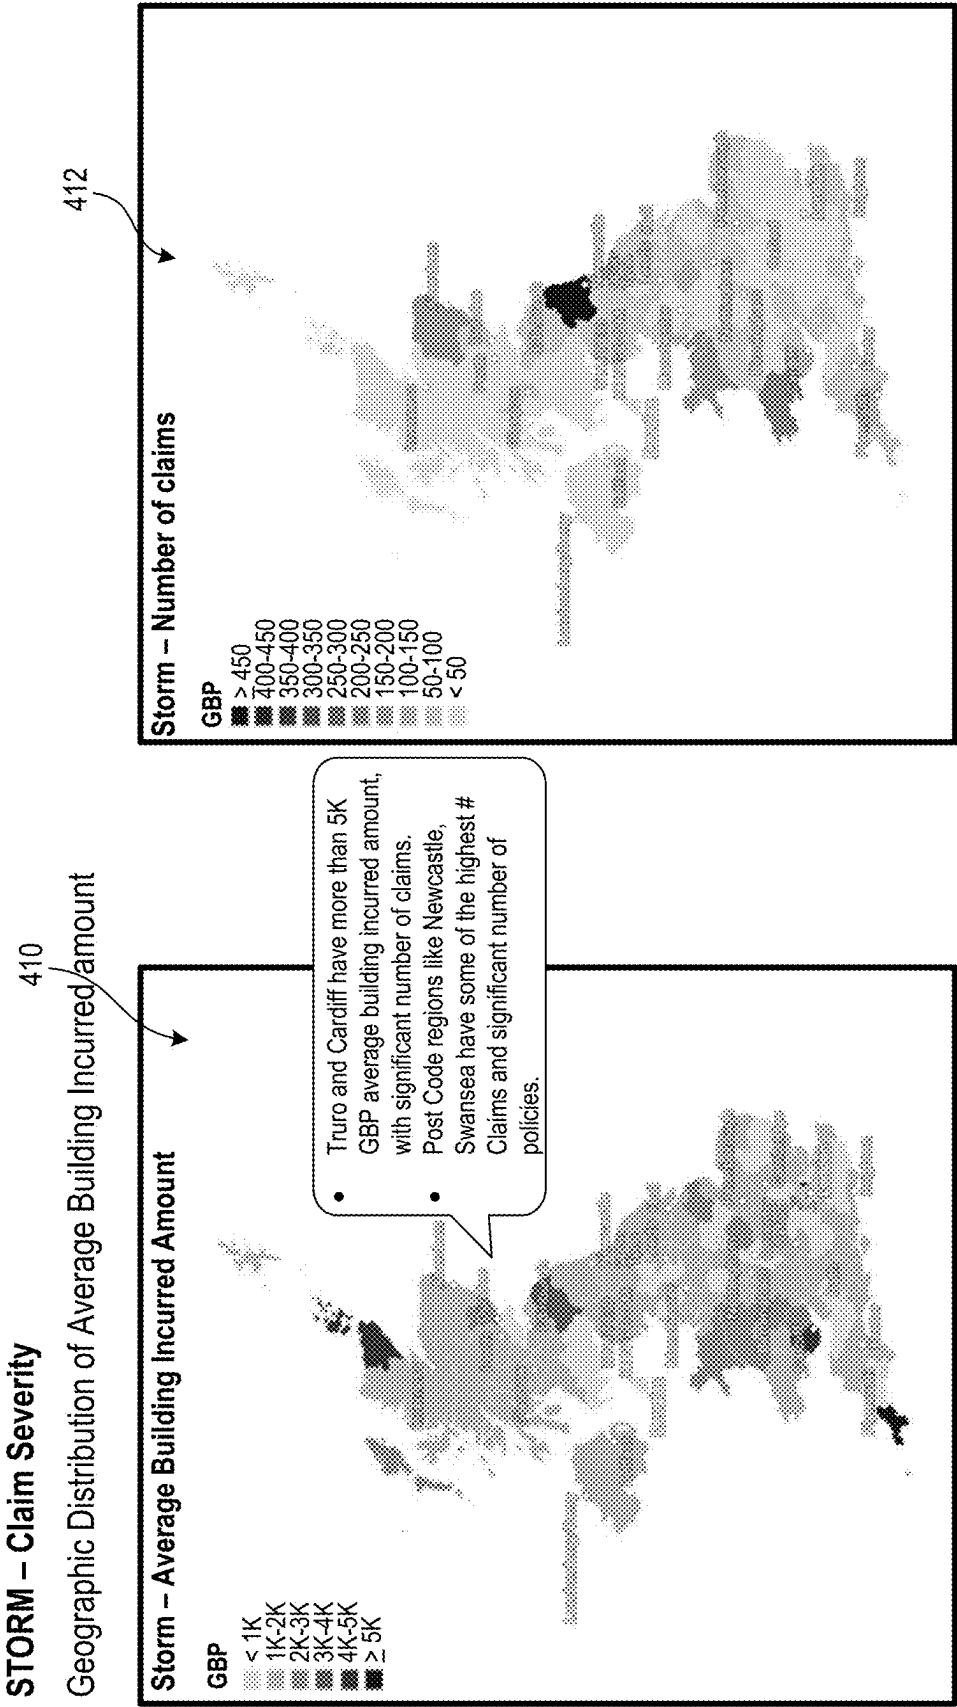 STORM – Claim Severity
Geographic Distribution of Average Building Incurred amount
410
Storm – Average Building Incurred Amount
GBP
< 1K
1K-2K
2K-3K
3K-4K
4K-5K
≥ 5K
• Truro and Cardiff have more than 5K
GBP average building incurred amount,
with significant number of claims.
• Post Code regions like Newcastle,
Swansea have some of the highest #
Claims and significant number of
policies.
412
Storm – Number of claims
GBP
> 450
400-450
350-400
300-350
250-300
200-250
150-200
100-150
50-100
< 50